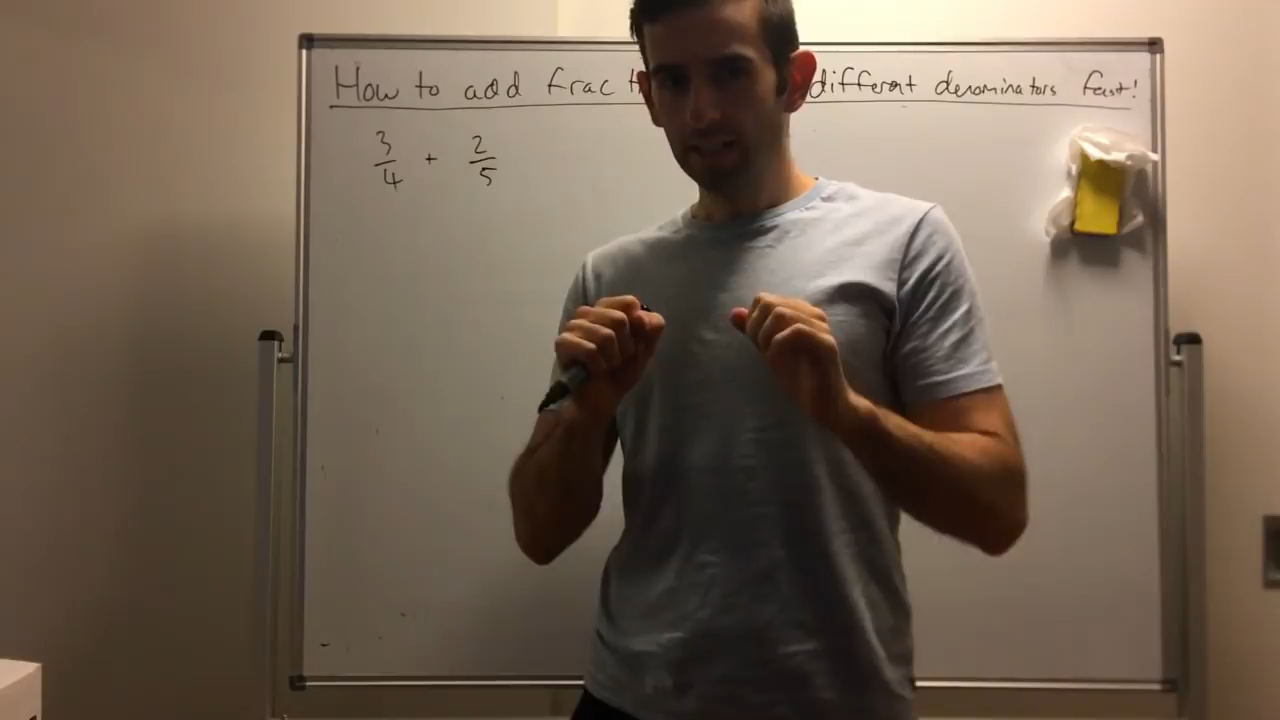 How to add frac different denominators fast!
3/4 + 2/5